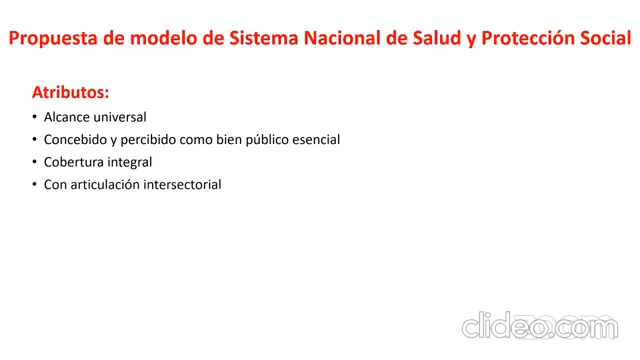 Propuesta de modelo de Sistema Nacional de Salud y Protección Social
Atributos:
• Alcance universal
• Concebido y percibido como bien público esencial
• Cobertura integral
• Con articulación intersectorial
clideo.com
zoom